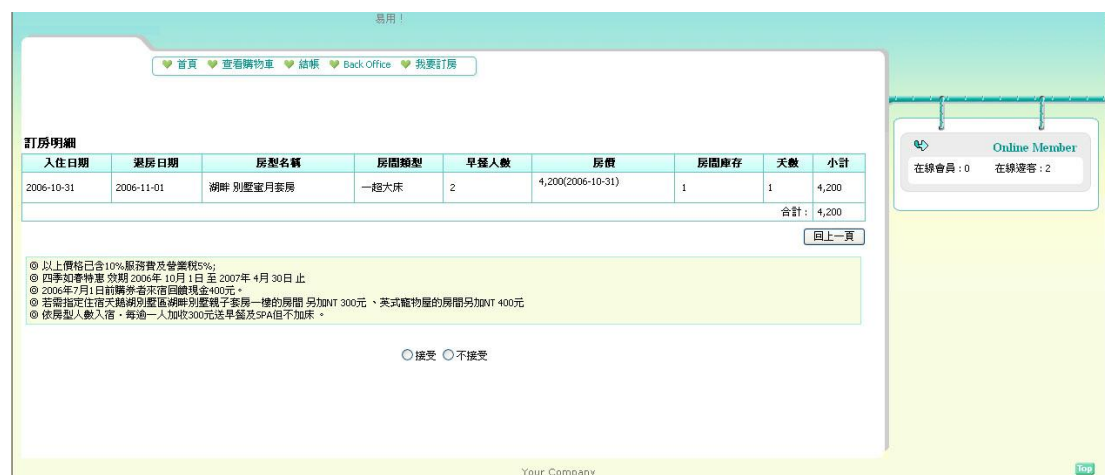 易用！
首頁 查看購物車 結帳 Back Office 我要訂房
訂房明細
入住日期 退房日期 房型名稱 房間類型 早餐人數 房價 房間庫存 天數 小計
2006-10-31 2006-11-01 湖畔 別墅蜜月套房 一超大床 2 4,200(2006-10-31) 1 1 4,200
合計： 4,200
回上一頁
◎ 以上價格已含10%服務費及營業稅5%;
◎ 四季如春特惠 效期 2006年 10月 1日 至 2007年 4月 30日 止
◎ 2006年7月1日前購券者來宿回饋現金400元。
◎ 若需指定住宿天鵝湖別墅區湖畔別墅親子套房一樓的房間 另加NT 300元 、英式寵物屋的房間另加NT 400元
◎ 依房型人數入宿，每逾一人加收300元送早餐及SPA但不加床 。
接受 不接受
Online Member
在線會員：0 在線遊客：2
Your Company
Top